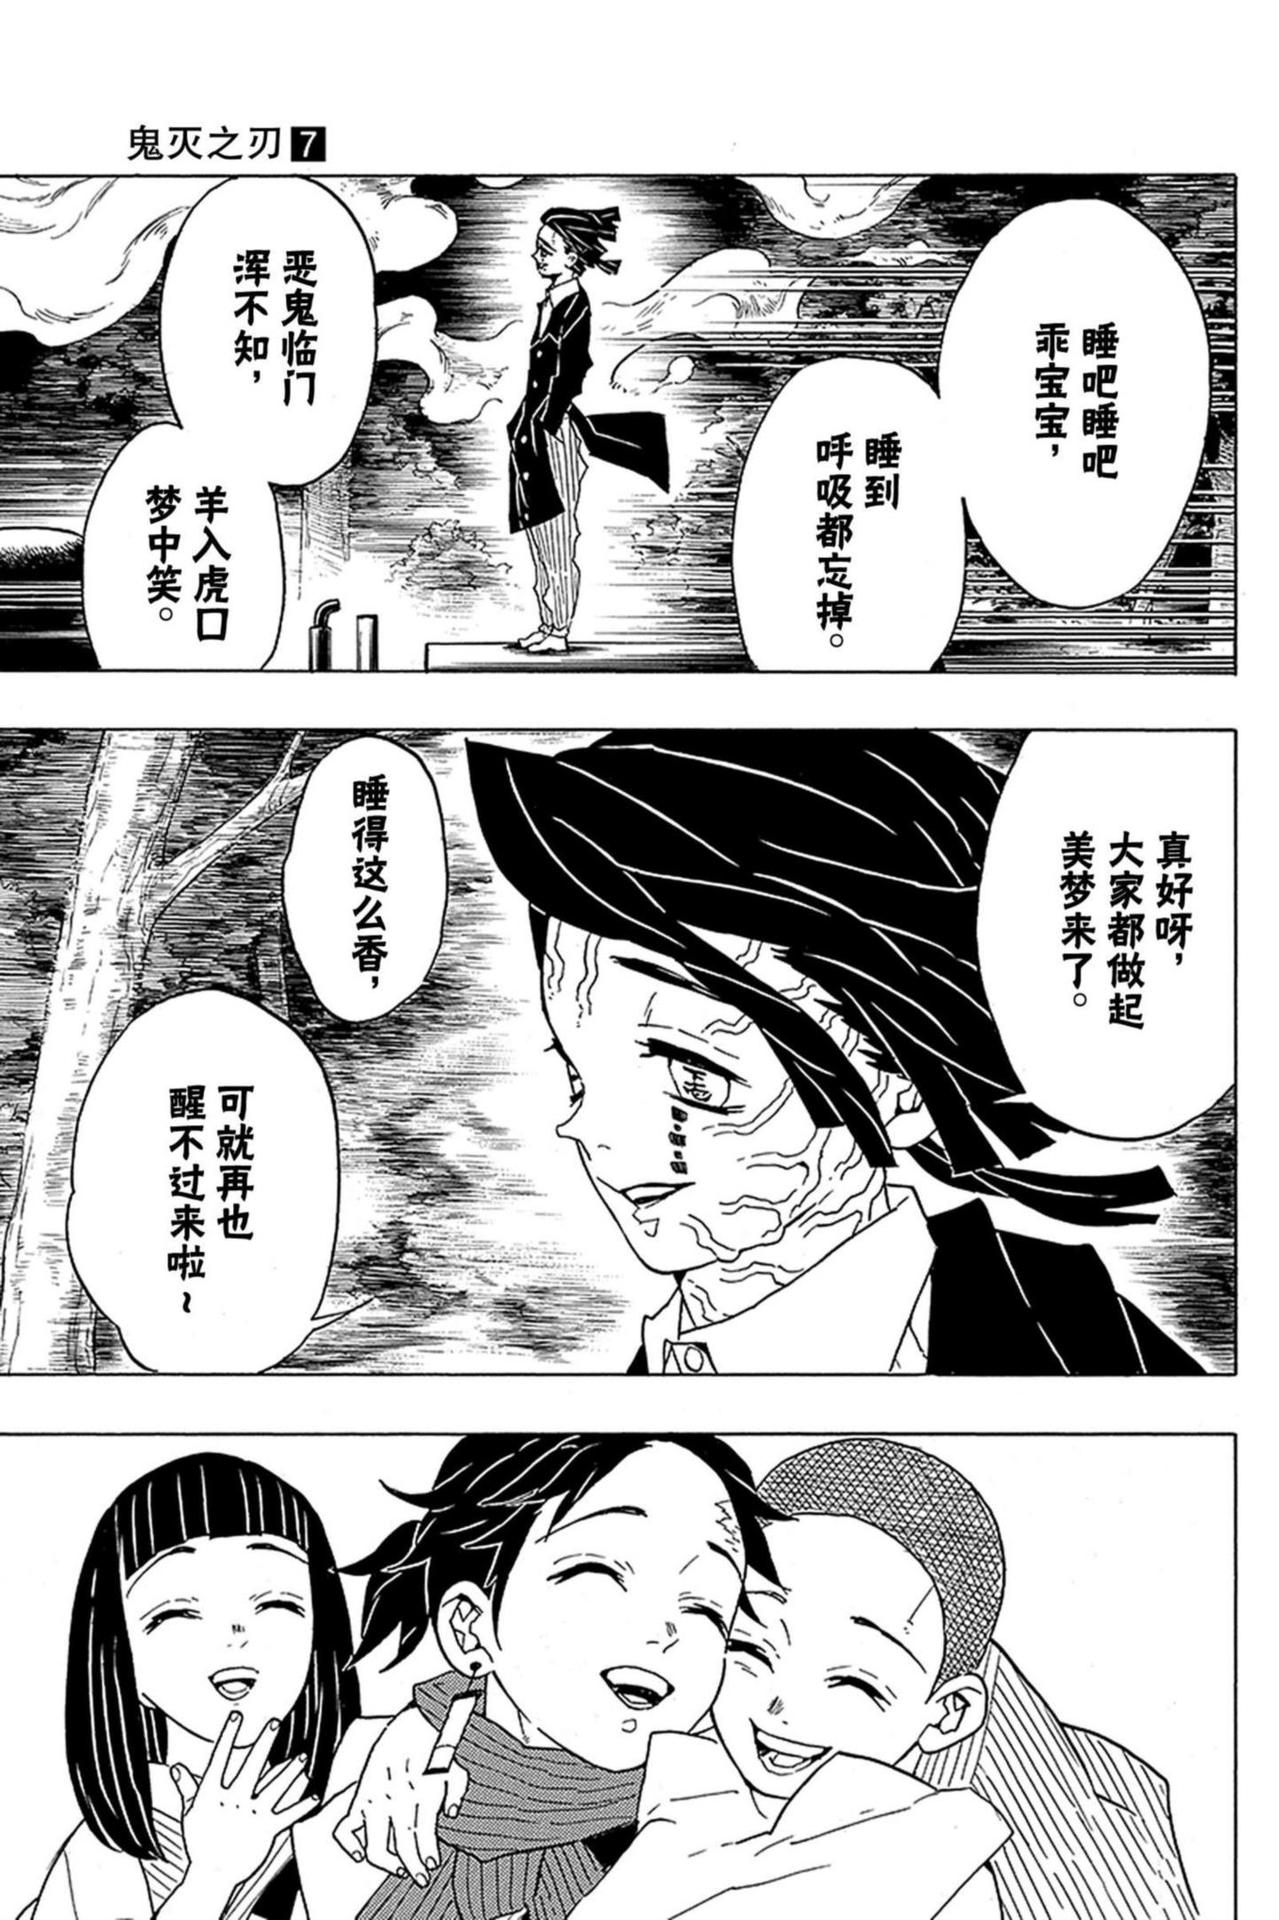 鬼灭之刃7
睡吧睡吧
乖宝宝，
睡到
呼吸都忘掉。
恶鬼临门
浑不知，
羊入虎口
梦中笑。
真好呀，
大家都做起
美梦来了。
睡得这么香，
可就再也
醒不过来啦~